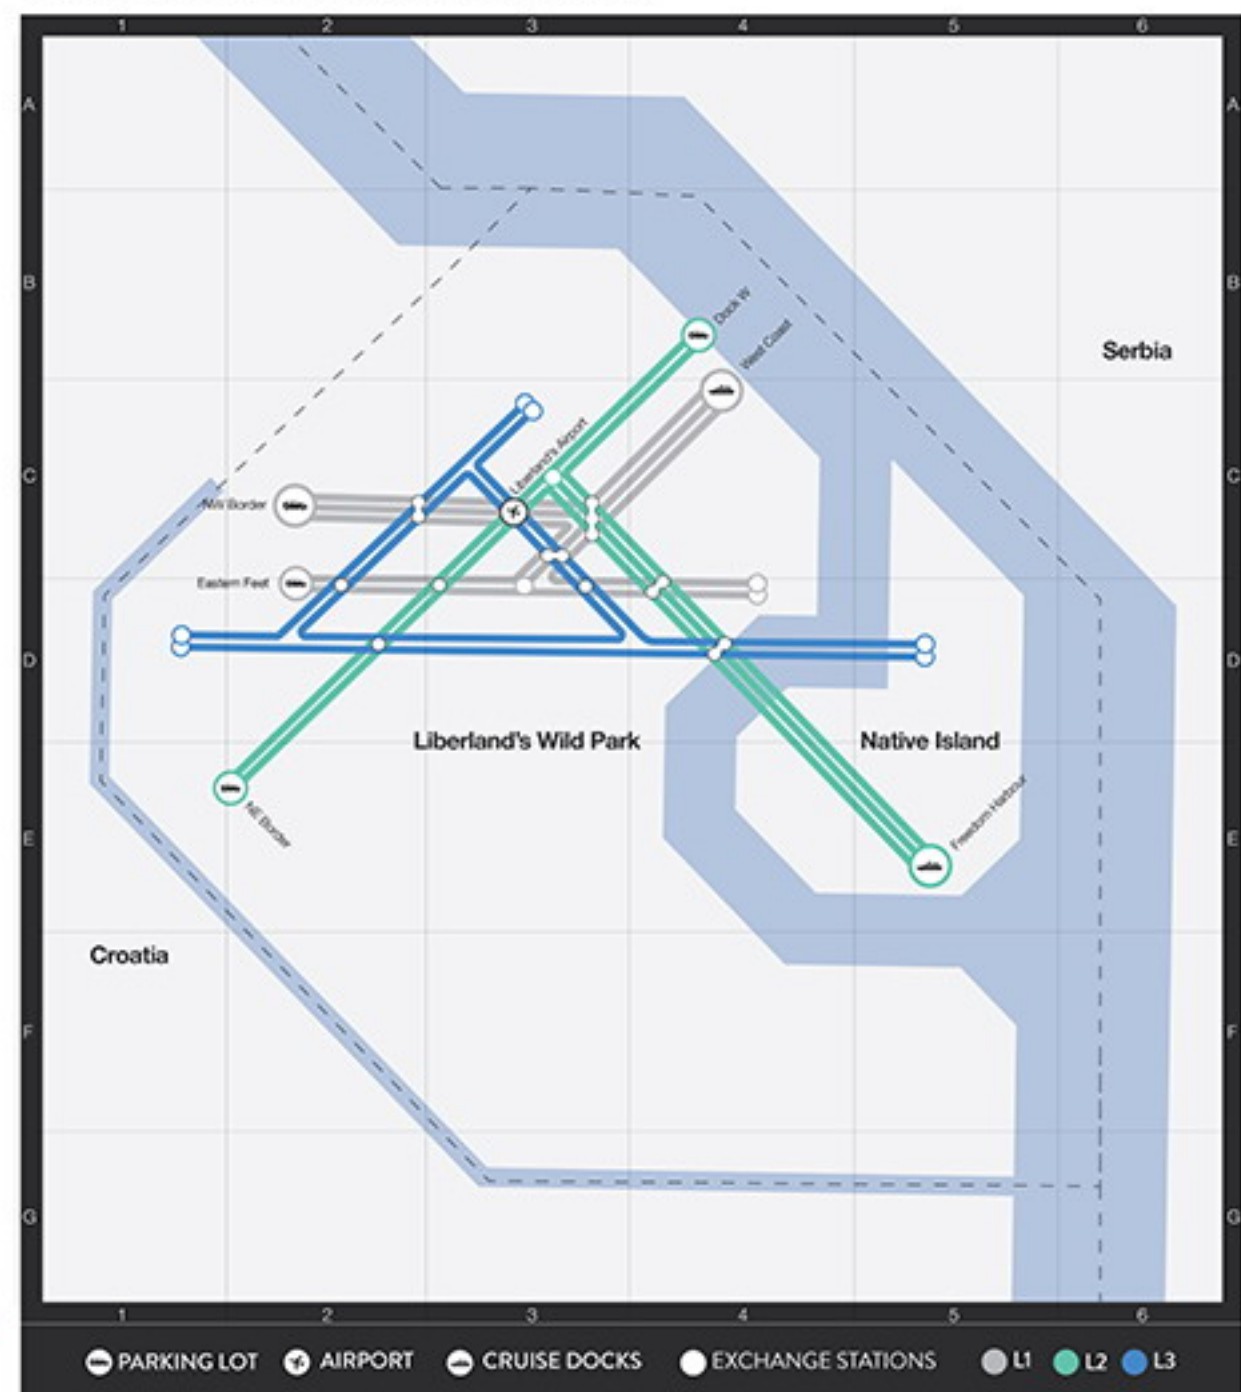 1 2 3 4 5 6
A A
B B
Dock W
West Coast
Serbia
Liberland's Airport
C C
NW Border
Eastern Feet
D D
Liberland's Wild Park
Native Island
NE Border
Freedom Harbour
E E
Croatia
F F
G G
1 2 3 4 5 6
PARKING LOT AIRPORT CRUISE DOCKS EXCHANGE STATIONS L1 L2 L3